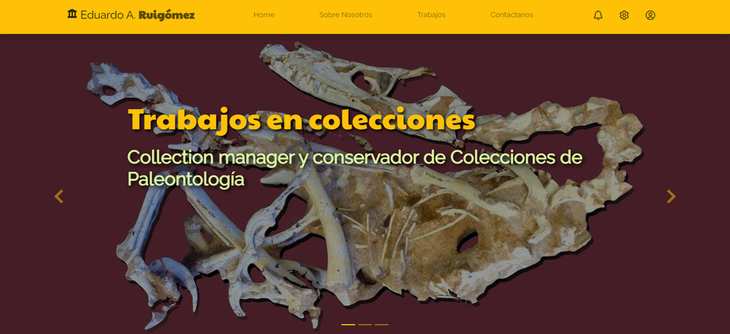 Eduardo A. Ruigómez
Home
Sobre Nosotros
Trabajos
Contactanos
Trabajos en colecciones
Collection manager y conservador de Colecciones de
Paleontología